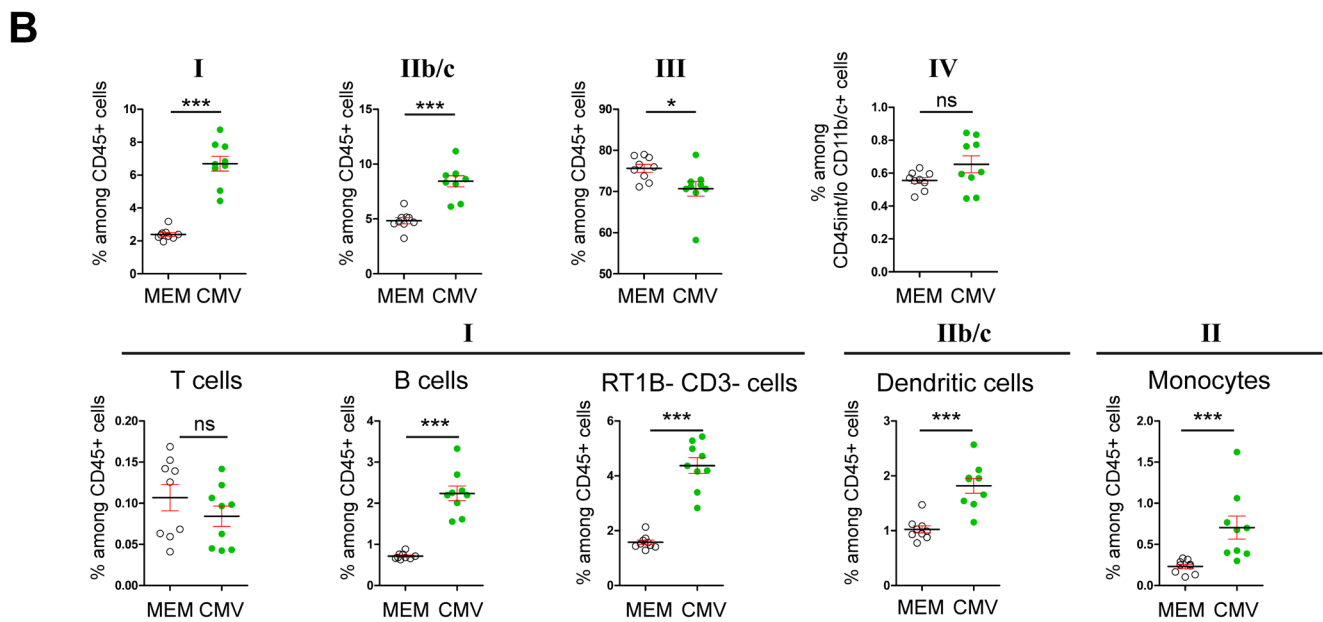 B
I
IIb/c
III
IV
***
***
*
ns
% among CD45+ cells
10
8
6
4
2
0
MEM CMV
% among CD45+ cells
15
10
5
0
MEM CMV
% among CD45+ cells
90
80
70
60
50
MEM CMV
% among
CD45int/lo CD11b/c+ cells
1.0
0.8
0.6
0.4
0.2
0.0
MEM CMV
I
IIb/c
II
T cells
B cells
RT1B- CD3- cells
Dendritic cells
Monocytes
ns
***
***
***
***
% among CD45+ cells
0.20
0.15
0.10
0.05
0.00
MEM CMV
% among CD45+ cells
4
3
2
1
0
MEM CMV
% among CD45+ cells
6
4
2
0
MEM CMV
% among CD45+ cells
3
2
1
0
MEM CMV
% among CD45+ cells
2.0
1.5
1.0
0.5
0.0
MEM CMV